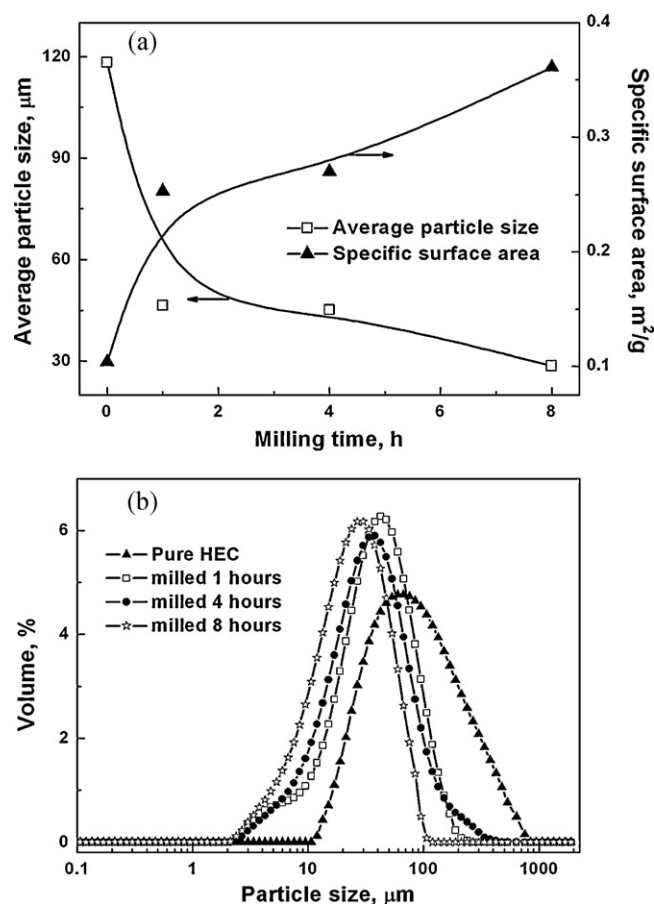 (a)
120
90
60
30
Average particle size, μm
0.4
0.3
0.2
0.1
Specific surface area, m²/g
Average particle size
Specific surface area
0 2 4 6 8
Milling time, h
(b)
6
4
2
0
Volume, %
Pure HEC
milled 1 hours
milled 4 hours
milled 8 hours
0.1 1 10 100 1000
Particle size, μm